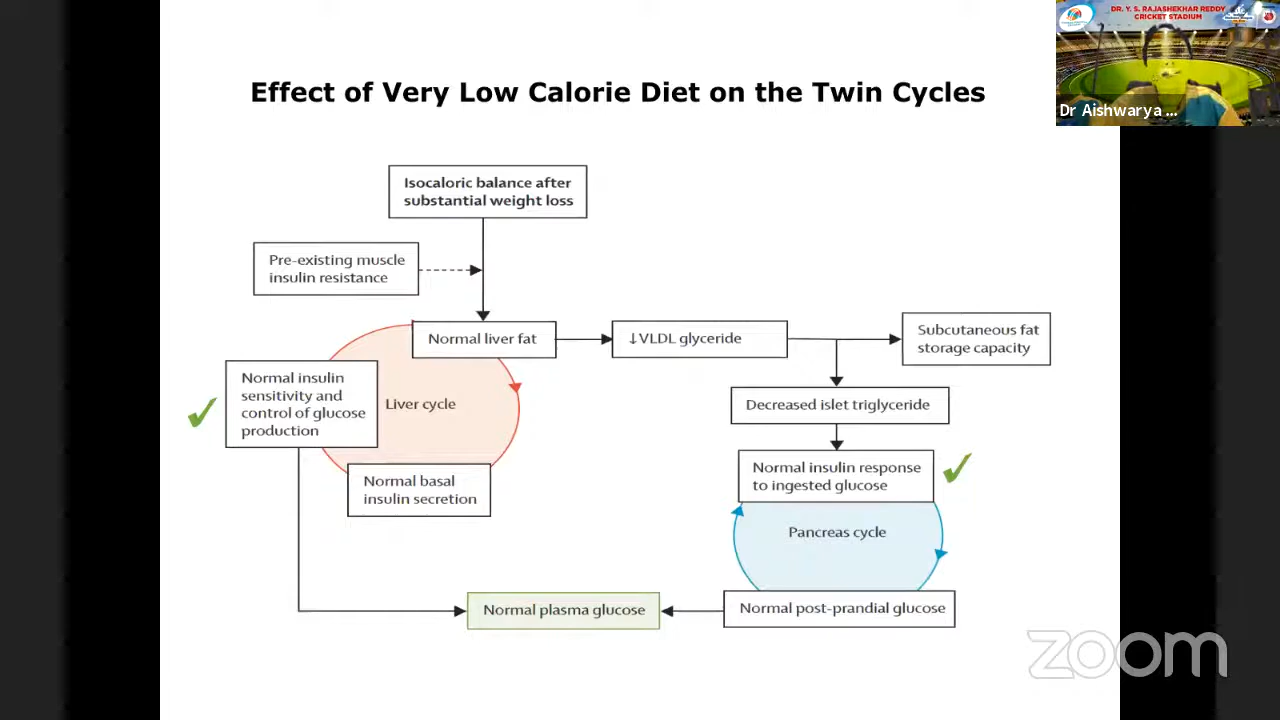 DR. Y. S. RAJASHEKHAR REDDY
CRICKET STADIUM
Dr Aishwarya ...
Effect of Very Low Calorie Diet on the Twin Cycles
Isocaloric balance after
substantial weight loss
Pre-existing muscle
insulin resistance
Normal liver fat
↓VLDL glyceride
Subcutaneous fat
storage capacity
Normal insulin
sensitivity and
control of glucose
production
Liver cycle
Decreased islet triglyceride
Normal basal
insulin secretion
Normal insulin response
to ingested glucose
Pancreas cycle
Normal plasma glucose
Normal post-prandial glucose
zoom